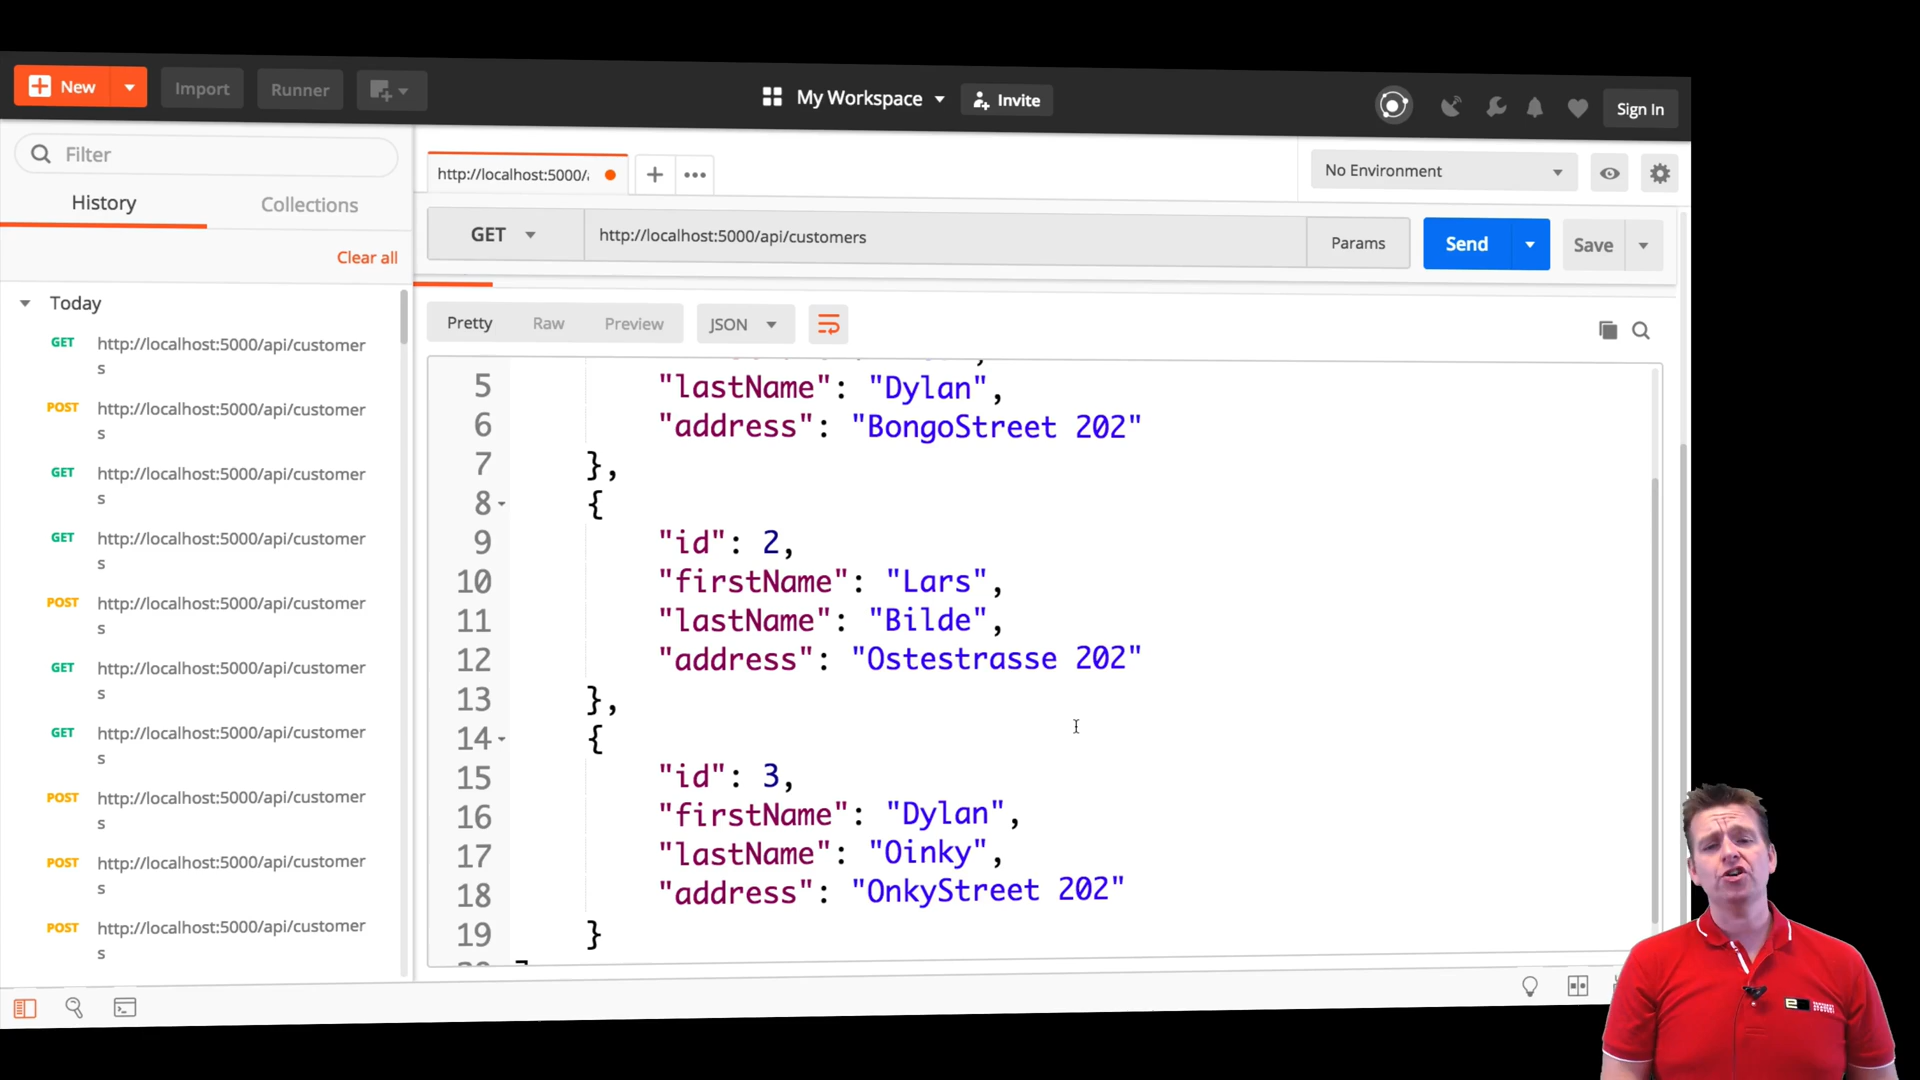 New
Import
Runner
My Workspace
Invite
Sign In
Filter
History
Collections
Clear all
Today
GET http://localhost:5000/api/customer
s
POST http://localhost:5000/api/customer
s
GET http://localhost:5000/api/customer
s
GET http://localhost:5000/api/customer
s
POST http://localhost:5000/api/customer
s
GET http://localhost:5000/api/customer
s
GET http://localhost:5000/api/customer
s
POST http://localhost:5000/api/customer
s
POST http://localhost:5000/api/customer
s
POST http://localhost:5000/api/customer
s
http://localhost:5000/
No Environment
GET
http://localhost:5000/api/customers
Params
Send
Save
Pretty
Raw
Preview
JSON
5 "lastName": "Dylan",
6 "address": "BongoStreet 202"
7 },
8 {
9 "id": 2,
10 "firstName": "Lars",
11 "lastName": "Bilde",
12 "address": "Ostestrasse 202"
13 },
14 {
15 "id": 3,
16 "firstName": "Dylan",
17 "lastName": "Oinky",
18 "address": "OnkyStreet 202"
19 }